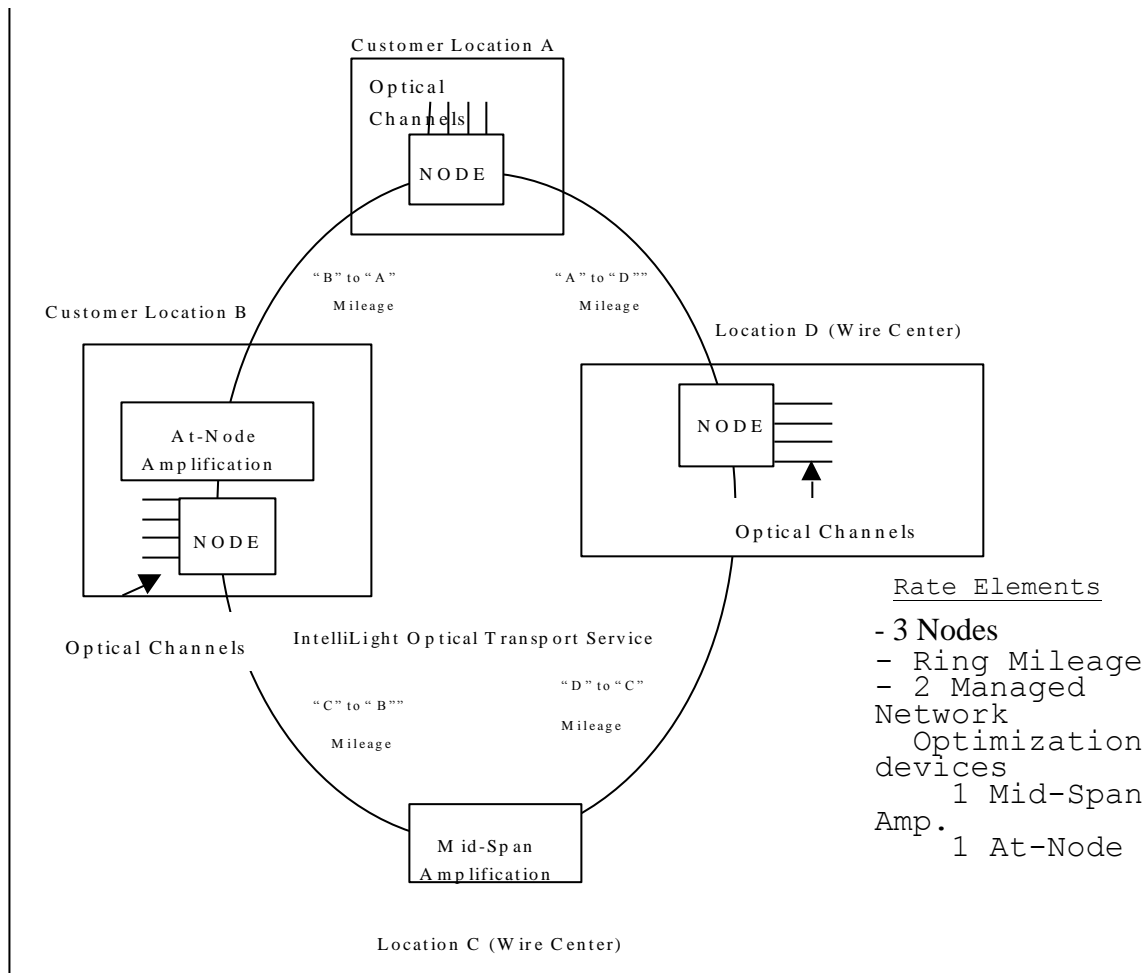 Customer Location A
Optical
Channels
NODE
“B” to “A”
Mileage
“A” to “D””
Mileage
Customer Location B
Location D (Wire Center)
At-Node
Amplification
NODE
NODE
Optical Channels
Optical Channels
IntelliLight Optical Transport Service
“C” to “B””
Mileage
“D” to “C”
Mileage
Mid-Span
Amplification
Location C (Wire Center)
Rate Elements
- 3 Nodes
- Ring Mileage
- 2 Managed
Network
Optimization
devices
1 Mid-Span
Amp.
1 At-Node